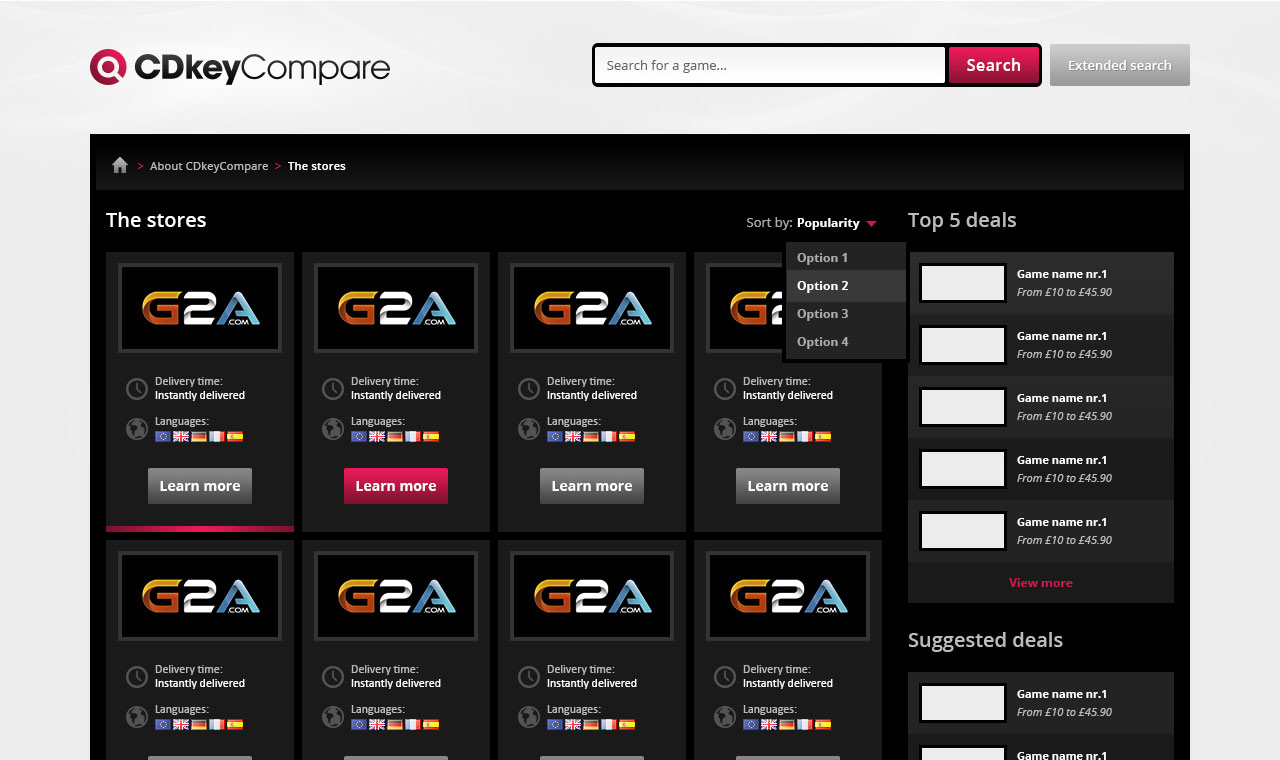 CDkeyCompare
Search for a game...
Search
Extended search
> About CDkeyCompare > The stores
The stores
Sort by: Popularity
Option 1
Option 2
Option 3
Option 4
G2A.COM
G2A.COM
G2A.COM
G2
Delivery time:
Instantly delivered
Languages:
Learn more
Delivery time:
Instantly delivered
Languages:
Learn more
Delivery time:
Instantly delivered
Languages:
Learn more
Delivery time:
Instantly delivered
Languages:
Learn more
G2A.COM
Delivery time:
Instantly delivered
Languages:
G2A.COM
Delivery time:
Instantly delivered
Languages:
G2A.COM
Delivery time:
Instantly delivered
Languages:
G2A.COM
Delivery time:
Instantly delivered
Languages:
Top 5 deals
Game name nr.1
From £10 to £45.90
Game name nr.1
From £10 to £45.90
Game name nr.1
From £10 to £45.90
Game name nr.1
From £10 to £45.90
Game name nr.1
From £10 to £45.90
View more
Suggested deals
Game name nr.1
From £10 to £45.90
Game name nr.1